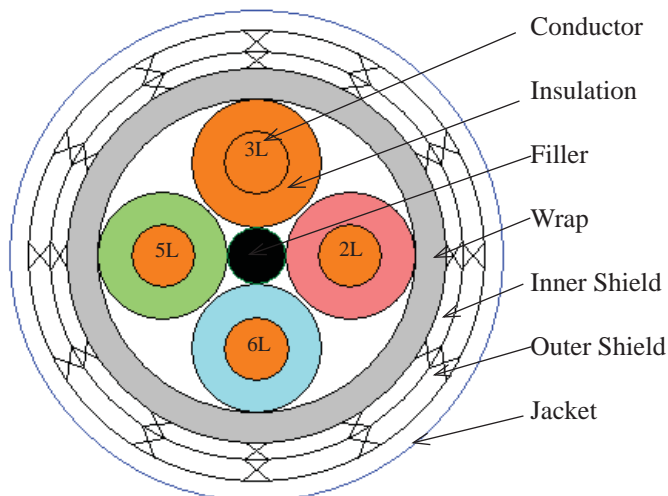 Conductor
Insulation
3L
Filler
Wrap
5L
2L
Inner Shield
Outer Shield
6L
Jacket